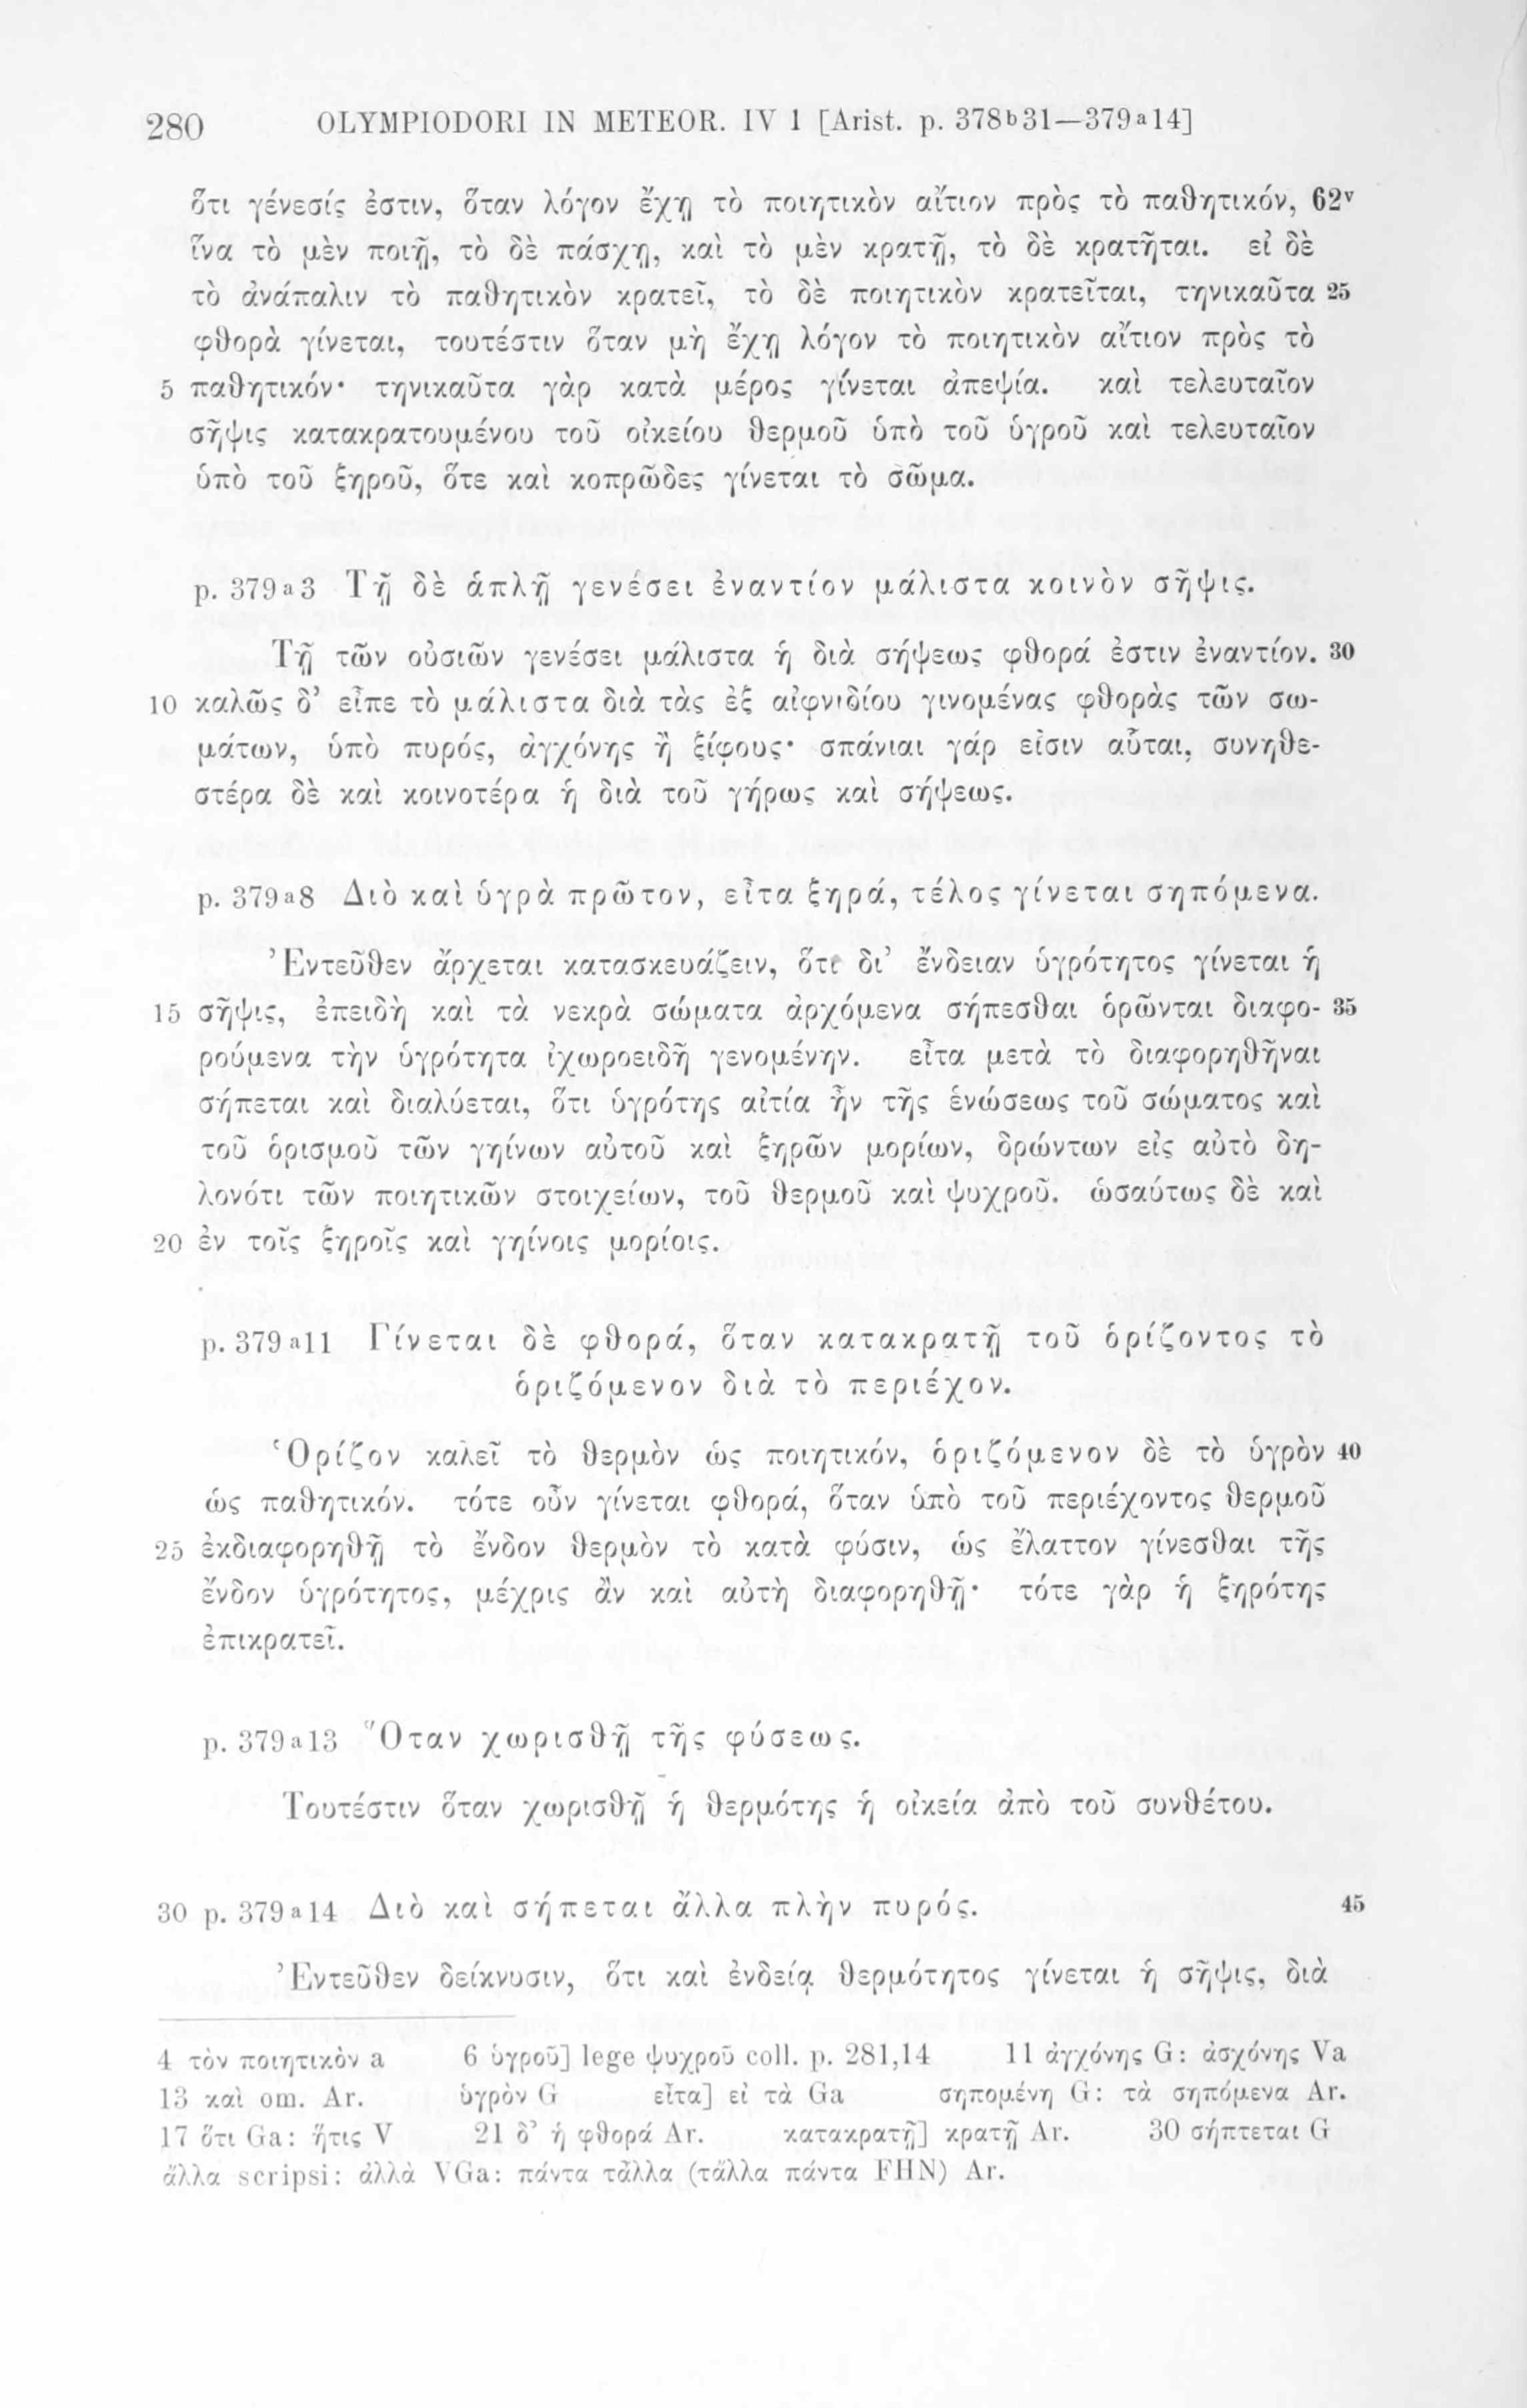 280 OLYMPIODORI IN METEOR. IV 1 [Arist. p. 378b31—379a14]
ὅτι γένεσίς ἐστιν, ὅταν λόγον ἔχῃ τὸ ποιητικὸν αἴτιον πρὸς τὸ παθητικόν, 62v
ἵνα τὸ μὲν ποιῇ, τὸ δὲ πάσχῃ, καὶ τὸ μὲν κρατῇ, τὸ δὲ κρατῆται. εἰ δὲ
τὸ ἀνάπαλιν τὸ παθητικὸν κρατεῖ, τὸ δὲ ποιητικὸν κρατεῖται, τηνικαῦτα 25
φθορὰ γίνεται, τουτέστιν ὅταν μὴ ἔχῃ λόγον τὸ ποιητικὸν αἴτιον πρὸς τὸ
5 παθητικόν· τηνικαῦτα γὰρ κατὰ μέρος γίνεται ἀπεψία. καὶ τελευταῖον
σῆψις κατακρατουμένου τοῦ οἰκείου θερμοῦ ὑπὸ τοῦ ὑγροῦ καὶ τελευταῖον
ὑπὸ τοῦ ξηροῦ, ὅτε καὶ κοπρῶδες γίνεται τὸ σῶμα.
p. 379a3 Τῇ δὲ ἁπλῇ γενέσει ἐναντίον μάλιστα κοινὸν σῆψις.
Τῇ τῶν οὐσιῶν γενέσει μάλιστα ἡ διὰ σήψεως φθορά ἐστιν ἐναντίον. 30
10 καλῶς δ’ εἶπε τὸ μάλιστα διὰ τὰς ἐξ αἰφνιδίου γινομένας φθορὰς τῶν σω-
μάτων, ὑπὸ πυρός, ἀγχόνης ἢ ξίφους· σπάνιαι γάρ εἰσιν αὗται, συνηθε-
στέρα δὲ καὶ κοινοτέρα ἡ διὰ τοῦ γήρως καὶ σήψεως.
p. 379a8 Διὸ καὶ ὑγρὰ πρῶτον, εἶτα ξηρά, τέλος γίνεται σηπόμενα.
Ἐντεῦθεν ἄρχεται κατασκευάζειν, ὅτι δι’ ἔνδειαν ὑγρότητος γίνεται ἡ
15 σῆψις, ἐπειδὴ καὶ τὰ νεκρὰ σώματα ἀρχόμενα σήπεσθαι ὁρῶνται διαφο- 35
ρούμενα τὴν ὑγρότητα ἰχωροειδῆ γενομένην. εἶτα μετὰ τὸ διαφορηθῆναι
σήπεται καὶ διαλύεται, ὅτι ὑγρότης αἰτία ἦν τῆς ἑνώσεως τοῦ σώματος καὶ
τοῦ ὁρισμοῦ τῶν γηίνων αὐτοῦ καὶ ξηρῶν μορίων, δρώντων εἰς αὐτὸ δη-
λονότι τῶν ποιητικῶν στοιχείων, τοῦ θερμοῦ καὶ ψυχροῦ. ὡσαύτως δὲ καὶ
20 ἐν τοῖς ξηροῖς καὶ γηίνοις μορίοις.
p. 379a11 Γίνεται δὲ φθορά, ὅταν κατακρατῇ τοῦ ὁρίζοντος τὸ
ὁριζόμενον διὰ τὸ περιέχον.
Ὁρίζον καλεῖ τὸ θερμὸν ὡς ποιητικόν, ὁριζόμενον δὲ τὸ ὑγρὸν 40
ὡς παθητικόν. τότε οὖν γίνεται φθορά, ὅταν ὑπὸ τοῦ περιέχοντος θερμοῦ
25 ἐκδιαφορηθῇ τὸ ἔνδον θερμὸν τὸ κατὰ φύσιν, ὡς ἔλαττον γίνεσθαι τῆς
ἔνδον ὑγρότητος, μέχρις ἂν καὶ αὐτὴ διαφορηθῇ· τότε γὰρ ἡ ξηρότης
ἐπικρατεῖ.
p. 379a13 Ὅταν χωρισθῇ τῆς φύσεως.
Τουτέστιν ὅταν χωρισθῇ ἡ θερμότης ἡ οἰκεία ἀπὸ τοῦ συνθέτου.
30 p. 379a14 Διὸ καὶ σήπεται ἄλλα πλὴν πυρός. 45
Ἐντεῦθεν δείκνυσιν, ὅτι καὶ ἐνδείᾳ θερμότητος γίνεται ἡ σῆψις, διὰ
4 τὸν ποιητικὸν a 6 ὑγροῦ] lege ψυχροῦ coll. p. 281,14 11 ἀγχόνης G: ἀσχόνης Va
13 καὶ om. Ar. ὑγρὸν G εἶτα] εἰ τὰ Ga σηπομένη G: τὰ σηπόμενα Ar.
17 ὅτι Ga: ἥτις V 21 δ’ ἡ φθορά Ar. κατακρατῇ] κρατῇ Ar. 30 σήπτεται G
ἄλλα scripsi: ἀλλὰ VGa: πάντα τἆλλα (τἆλλα πάντα FHN) Ar.